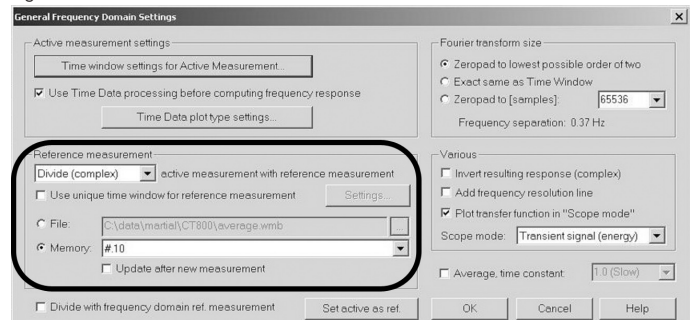 General Frequency Domain Settings
Active measurement settings
Time window settings for Active Measurement...
Use Time Data processing before computing frequency response
Time Data plot type settings...
Fourier transform size
Zeropad to lowest possible order of two
Exact same as Time Window
Zeropad to [samples]: 65536
Frequency separation: 0.37 Hz
Reference measurement
Divide (complex) active measurement with reference measurement
Use unique time window for reference measurement Settings...
File: C:\data\martial\CT800\average.wmb ...
Memory: #:10
Update after new measurement
Various
Invert resulting response (complex)
Add frequency resolution line
Plot transfer function in "Scope mode"
Scope mode: Transient signal (energy)
Average, time constant: 1.0 (Slow)
Divide with frequency domain ref. measurement Set active as ref. OK Cancel Help